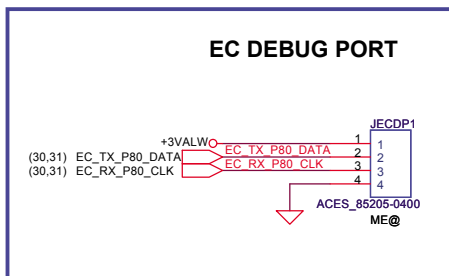 EC DEBUG PORT
JECDP1
+3VALW 1 1
(30,31) EC_TX_P80_DATA EC_TX_P80_DATA 2 2
(30,31) EC_RX_P80_CLK EC_RX_P80_CLK 3 3
4 4
ACES_85205-0400
ME@